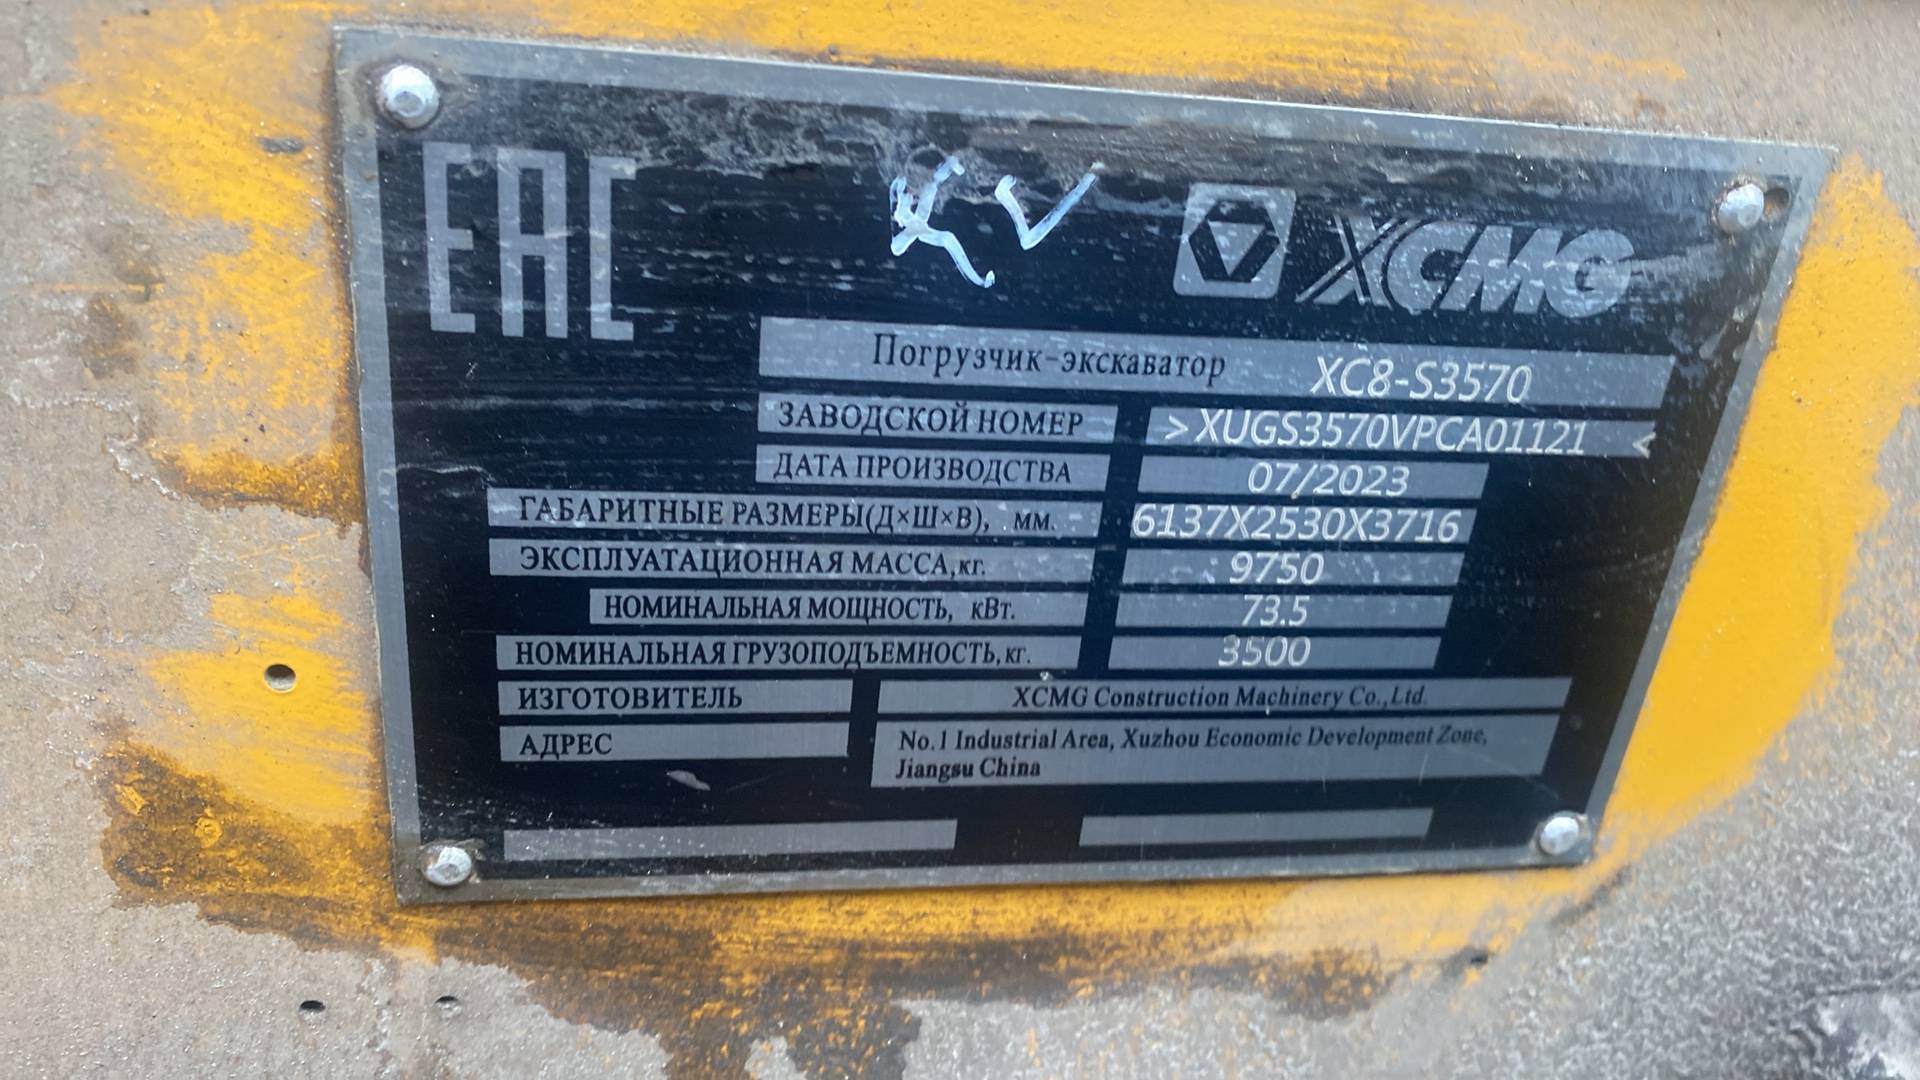 EAC KV XCMG
Погрузчик-экскаватор XC8-S3570
ЗАВОДСКОЙ НОМЕР >XUGS3570VPCA01121 <
ДАТА ПРОИЗВОДСТВА 07/2023
ГАБАРИТНЫЕ РАЗМЕРЫ(Д×Ш×В), мм. 6137X2530X3716
ЭКСПЛУАТАЦИОННАЯ МАССА,кг. 9750
НОМИНАЛЬНАЯ МОЩНОСТЬ, кВт. 73.5
НОМИНАЛЬНАЯ ГРУЗОПОДЪЕМНОСТЬ,кг. 3500
ИЗГОТОВИТЕЛЬ XCMG Construction Machinery Co.,Ltd.
АДРЕС No.1 Industrial Area, Xuzhou Economic Development Zone,
Jiangsu China